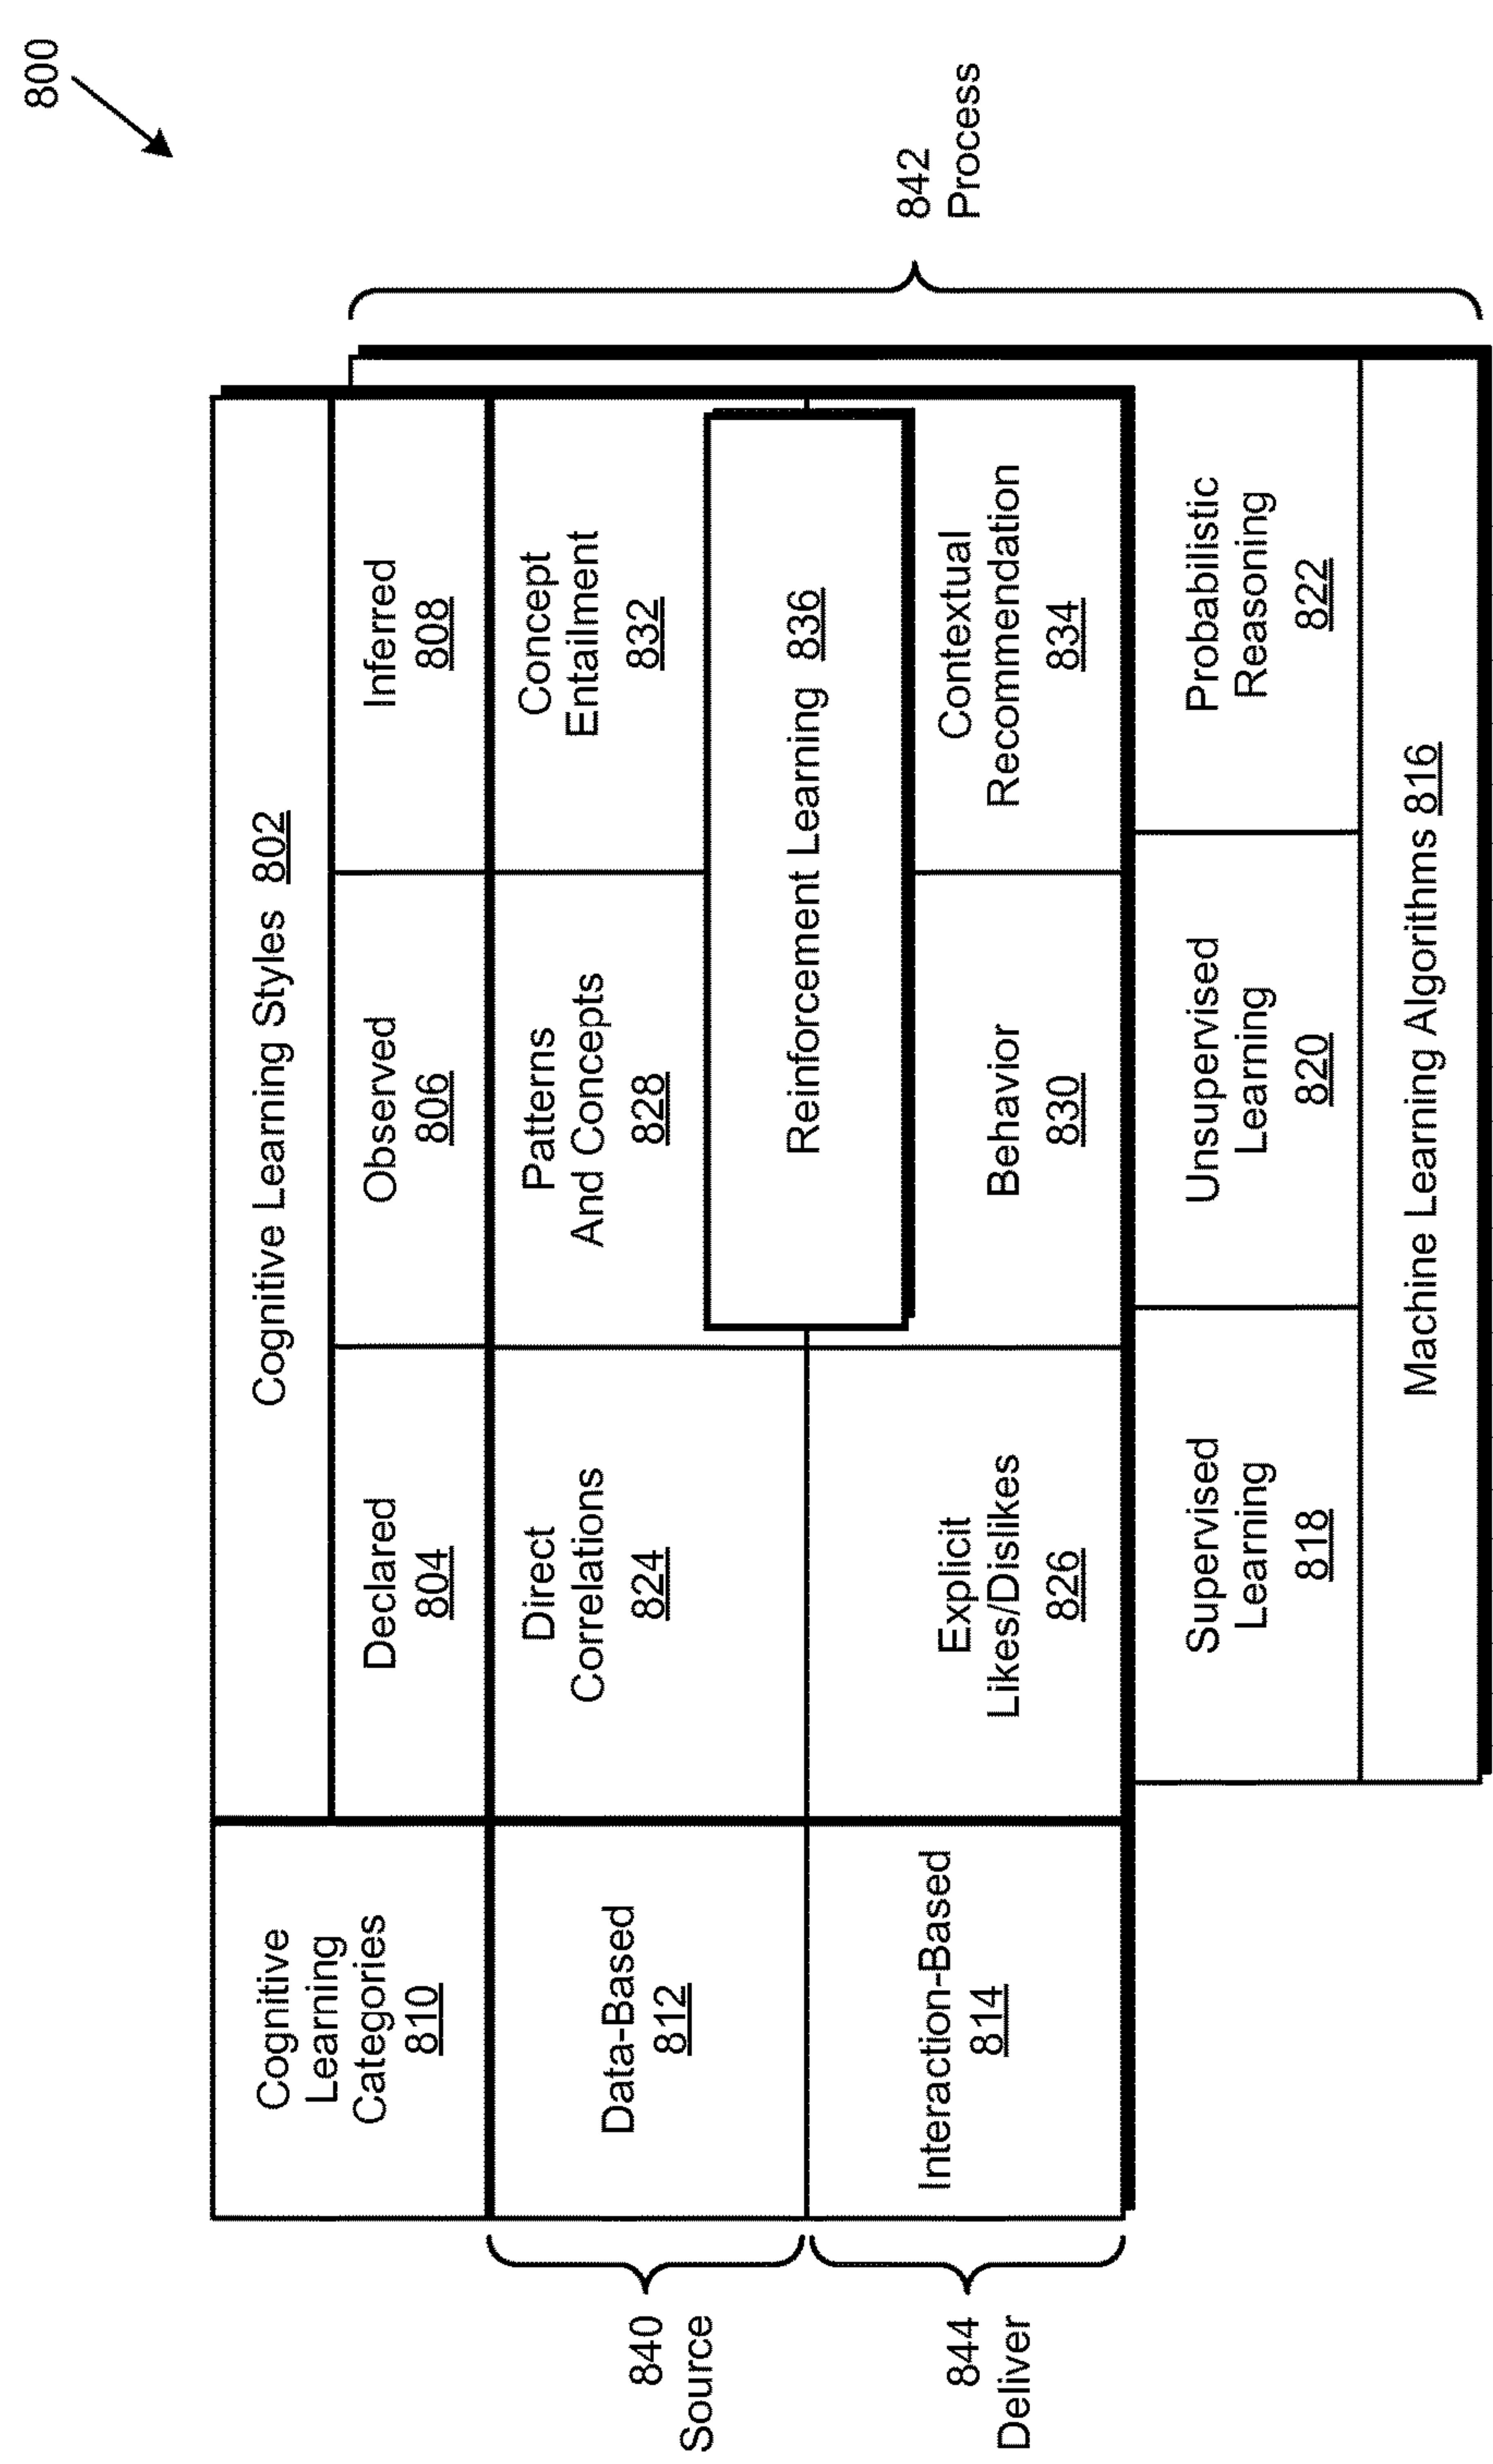 800
Cognitive
Learning
Categories
810
Cognitive Learning Styles 802
Declared
804
Observed
806
Inferred
808
840
Source
Data-Based
812
Direct
Correlations
824
Patterns
And Concepts
828
Concept
Entailment
832
Reinforcement Learning 836
844
Deliver
Interaction-Based
814
Explicit
Likes/Dislikes
826
Behavior
830
Contextual
Recommendation
834
842
Process
Supervised
Learning
818
Unsupervised
Learning
820
Probabilistic
Reasoning
822
Machine Learning Algorithms 816